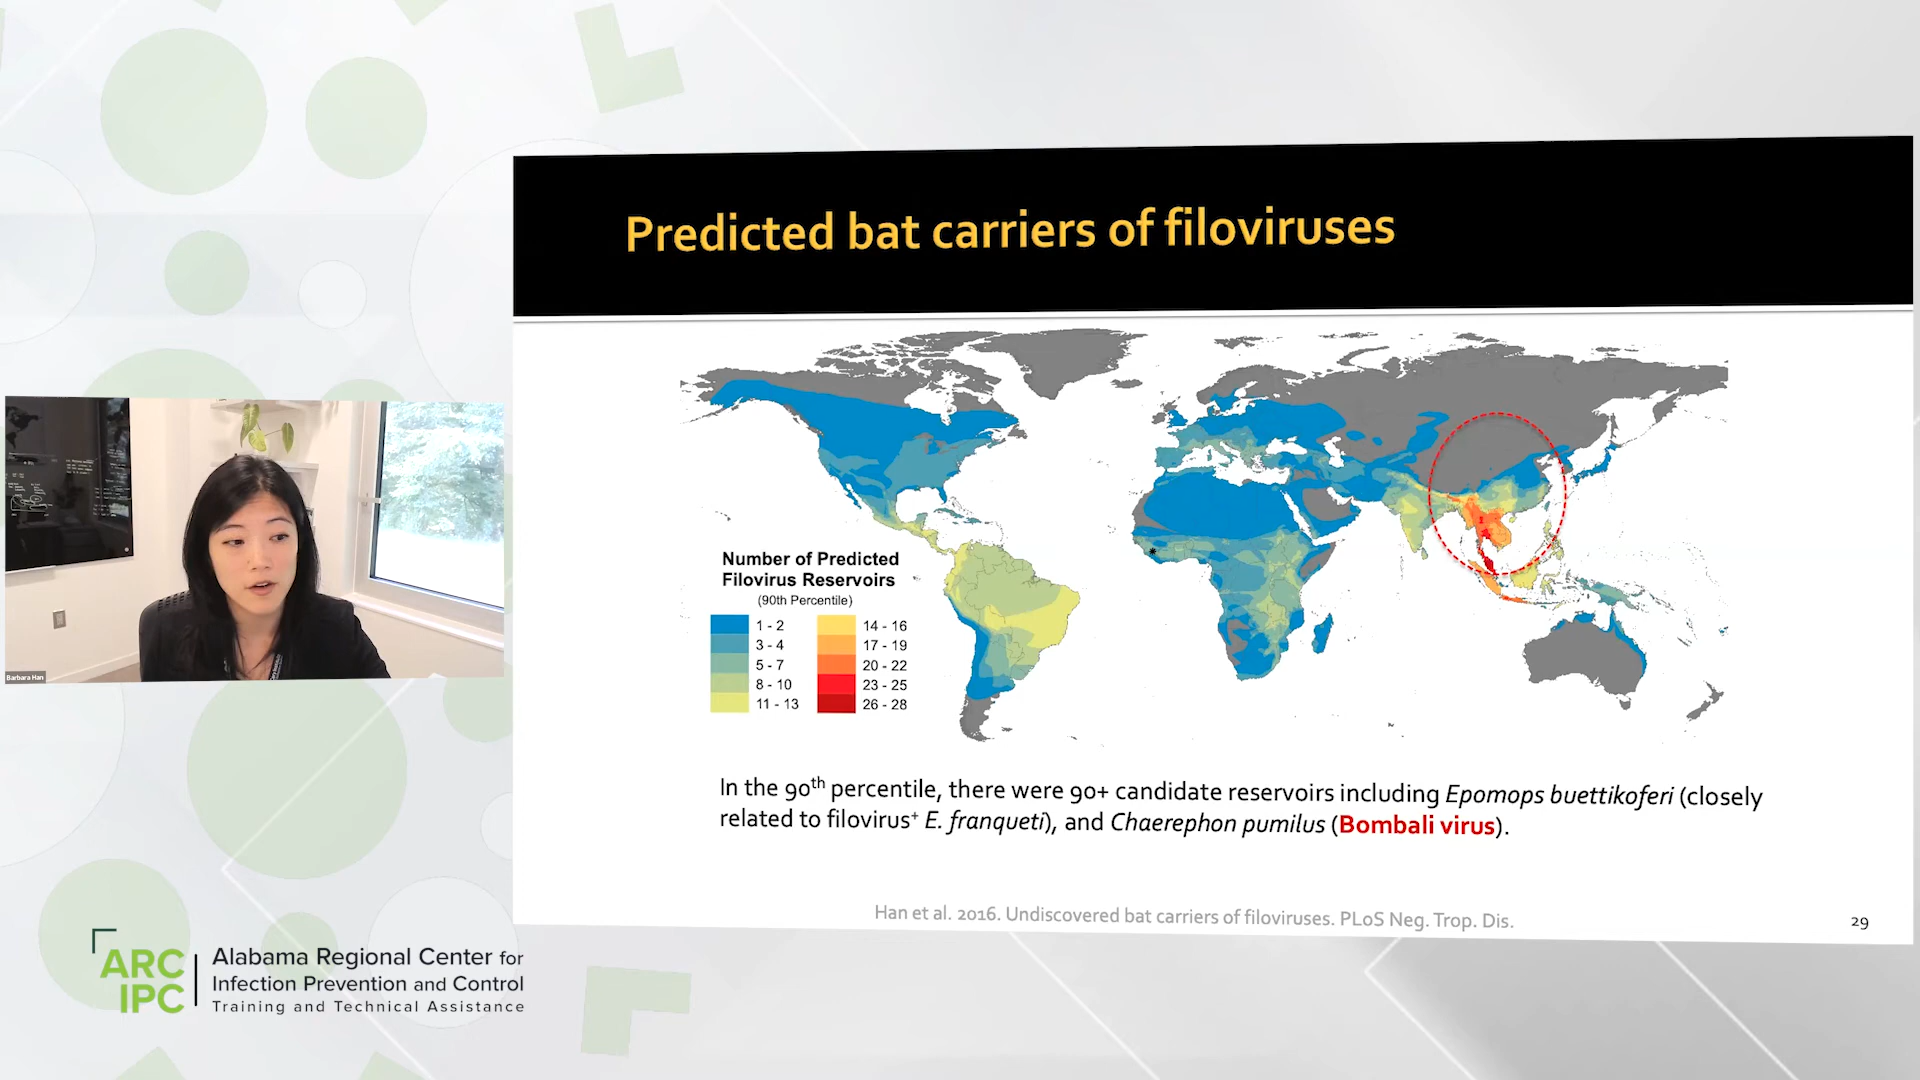 Predicted bat carriers of filoviruses
Number of Predicted
Filovirus Reservoirs
(90th Percentile)
1 - 2
3 - 4
5 - 7
8 - 10
11 - 13
14 - 16
17 - 19
20 - 22
23 - 25
26 - 28
In the 90th percentile, there were 90+ candidate reservoirs including Epomops buettikoferi (closely
related to filovirus+ E. franqueti), and Chaerephon pumilus (Bombali virus).
Han et al. 2016. Undiscovered bat carriers of filoviruses. PLoS Neg. Trop. Dis.
29
Barbara Han
ARC
IPC
Alabama Regional Center for
Infection Prevention and Control
Training and Technical Assistance